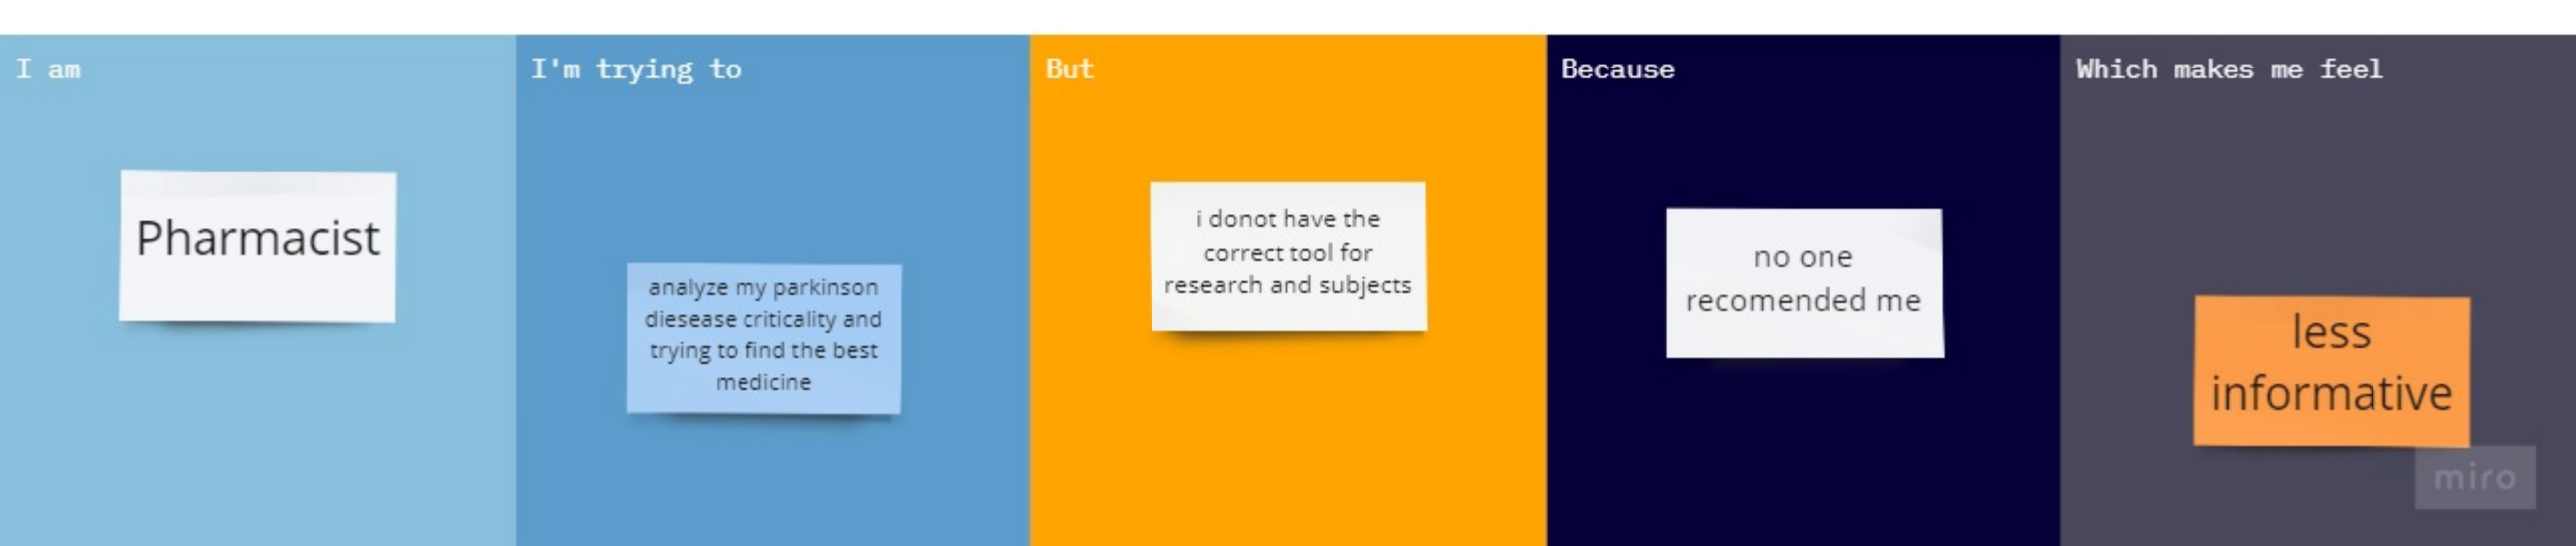 I am
Pharmacist
I'm trying to
analyze my parkinson
diesease criticality and
trying to find the best
medicine
But
i donot have the
correct tool for
research and subjects
Because
no one
recomended me
Which makes me feel
less
informative
miro